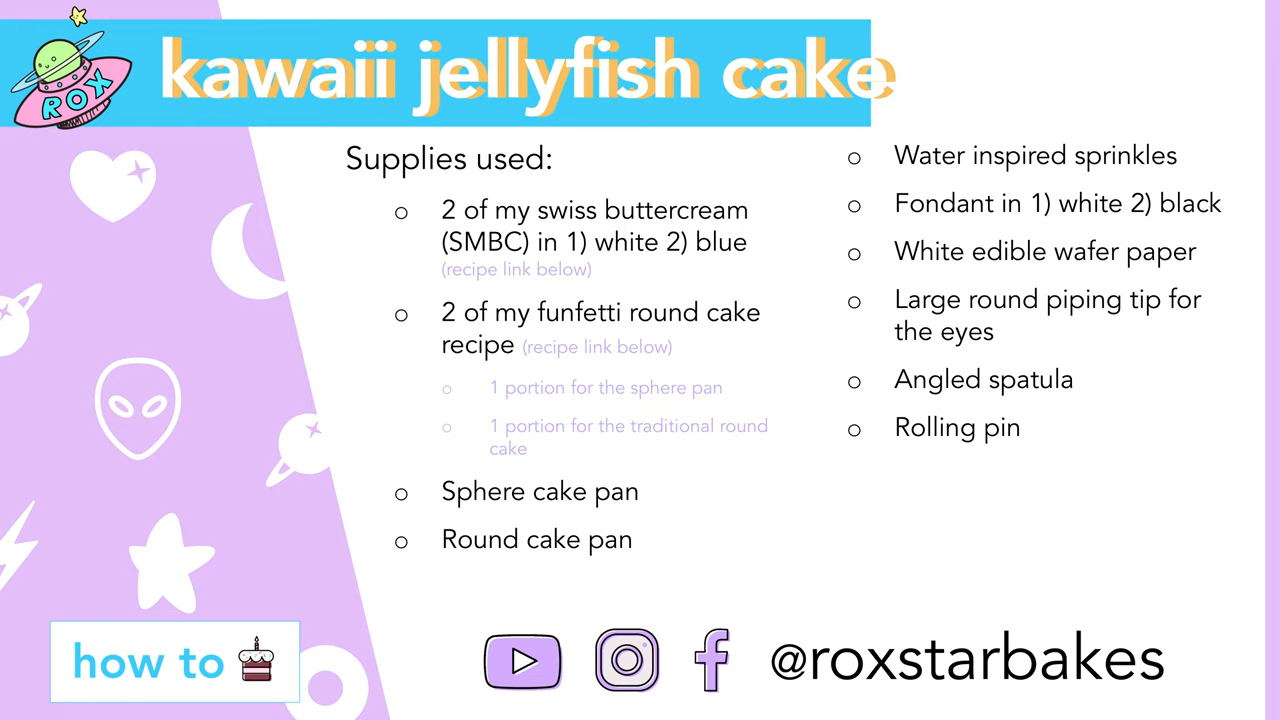 ROX
kawaii jellyfish cake
Supplies used:
2 of my swiss buttercream
(SMBC) in 1) white 2) blue
(recipe link below)
2 of my funfetti round cake
recipe (recipe link below)
1 portion for the sphere pan
1 portion for the traditional round
cake
Sphere cake pan
Round cake pan
Water inspired sprinkles
Fondant in 1) white 2) black
White edible wafer paper
Large round piping tip for
the eyes
Angled spatula
Rolling pin
how to
@roxstarbakes